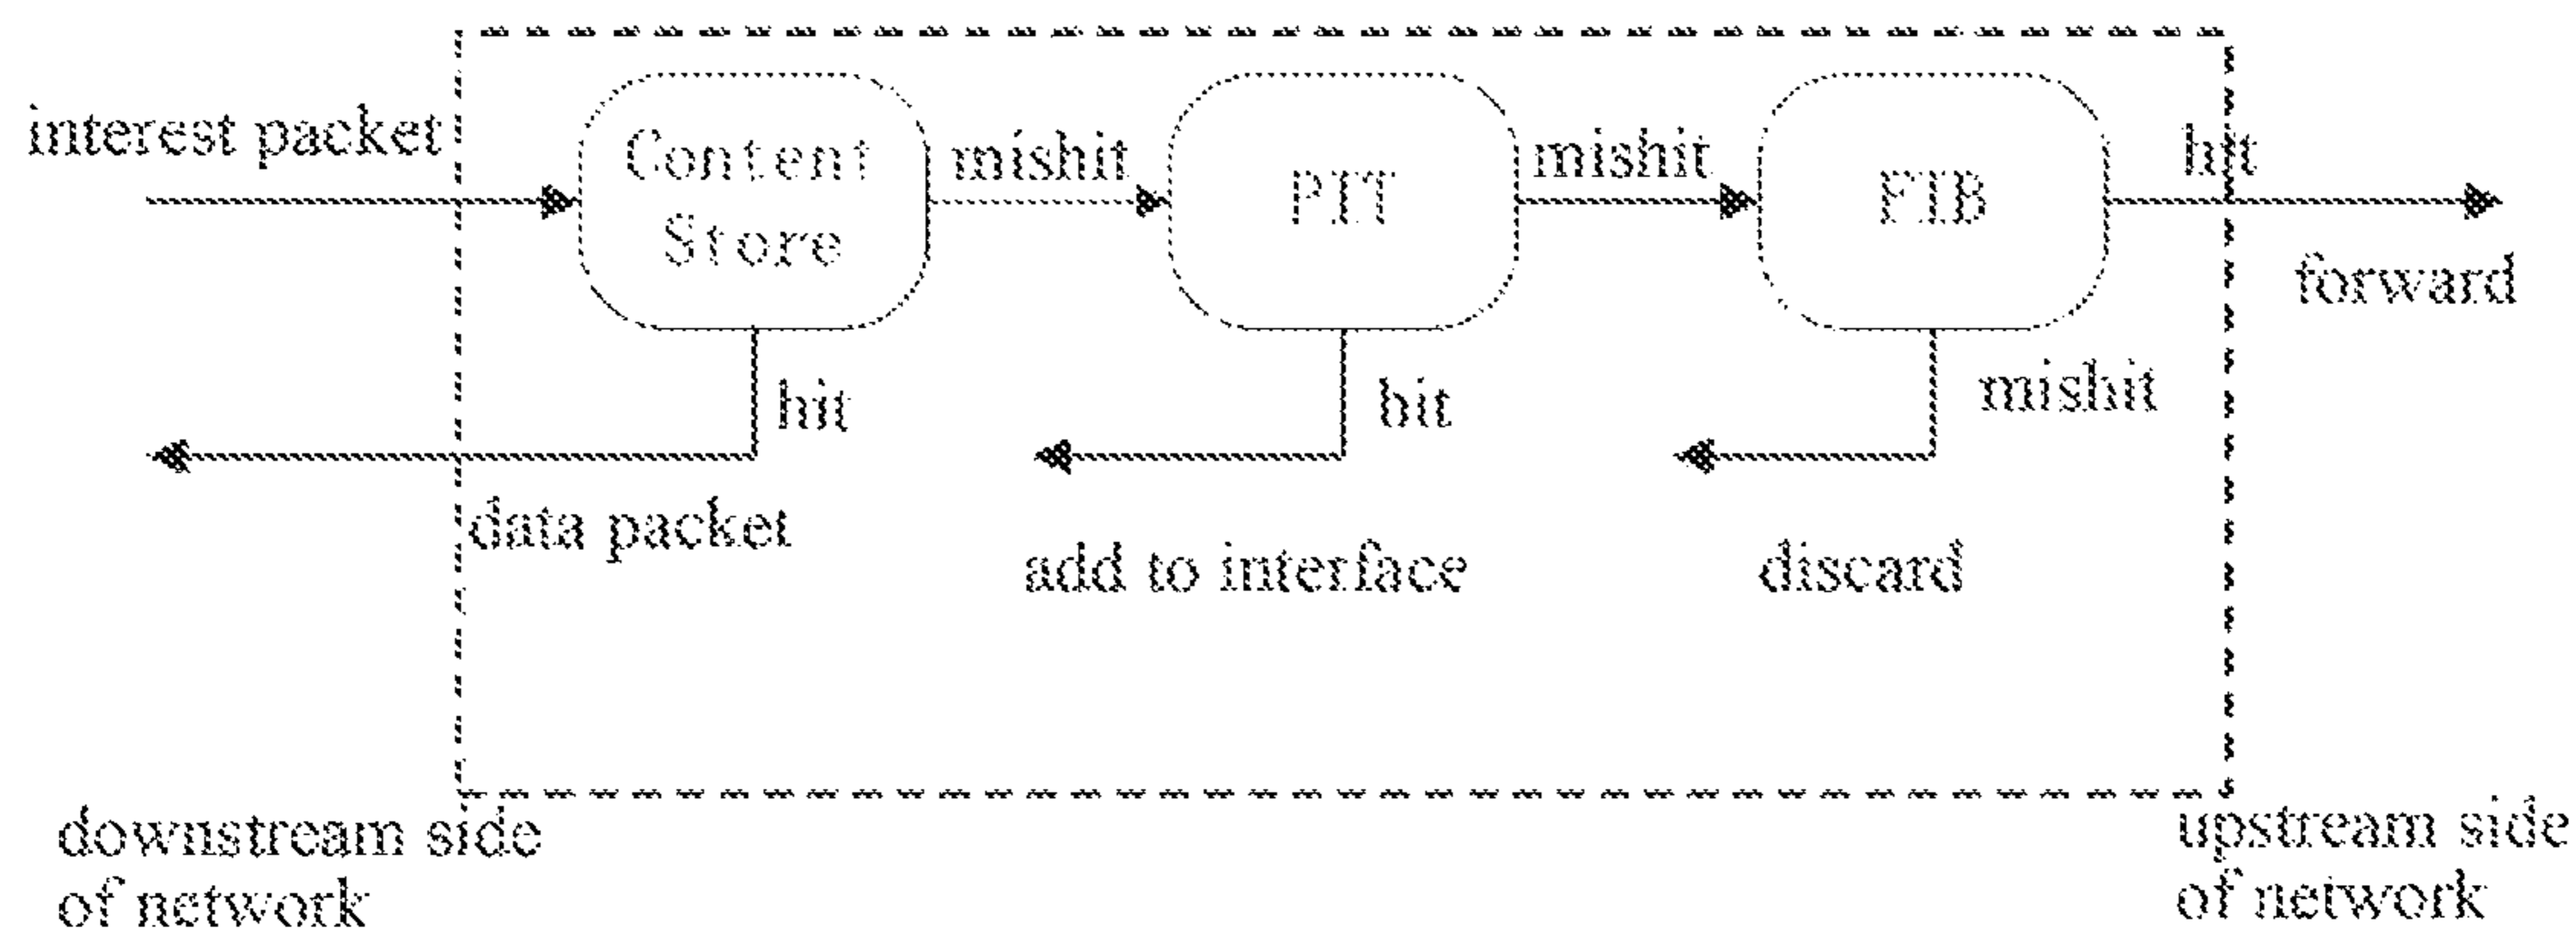 interest packet
Content
Store
mishit
PIT
mishit
FIB
hit
forward
hit
bit
mishit
data packet
add to interface
discard
downstream side
of network
upstream side
of network